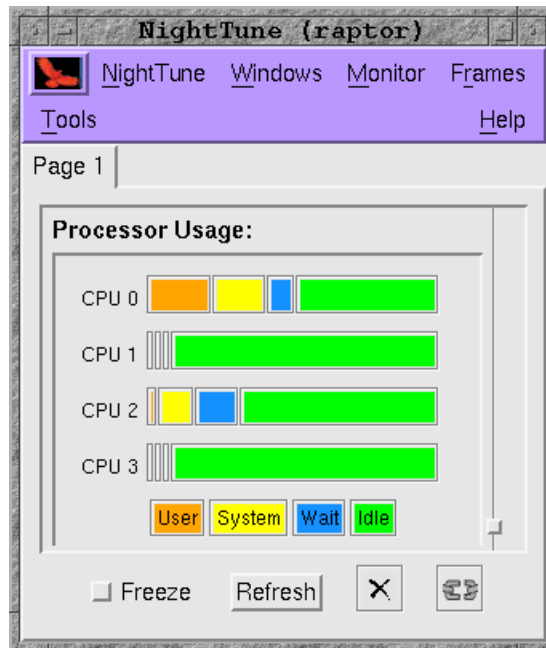 NightTune (raptor)
NightTune Windows Monitor Frames
Tools Help
Page 1
Processor Usage:
CPU 0
CPU 1
CPU 2
CPU 3
User System Wait Idle
Freeze Refresh